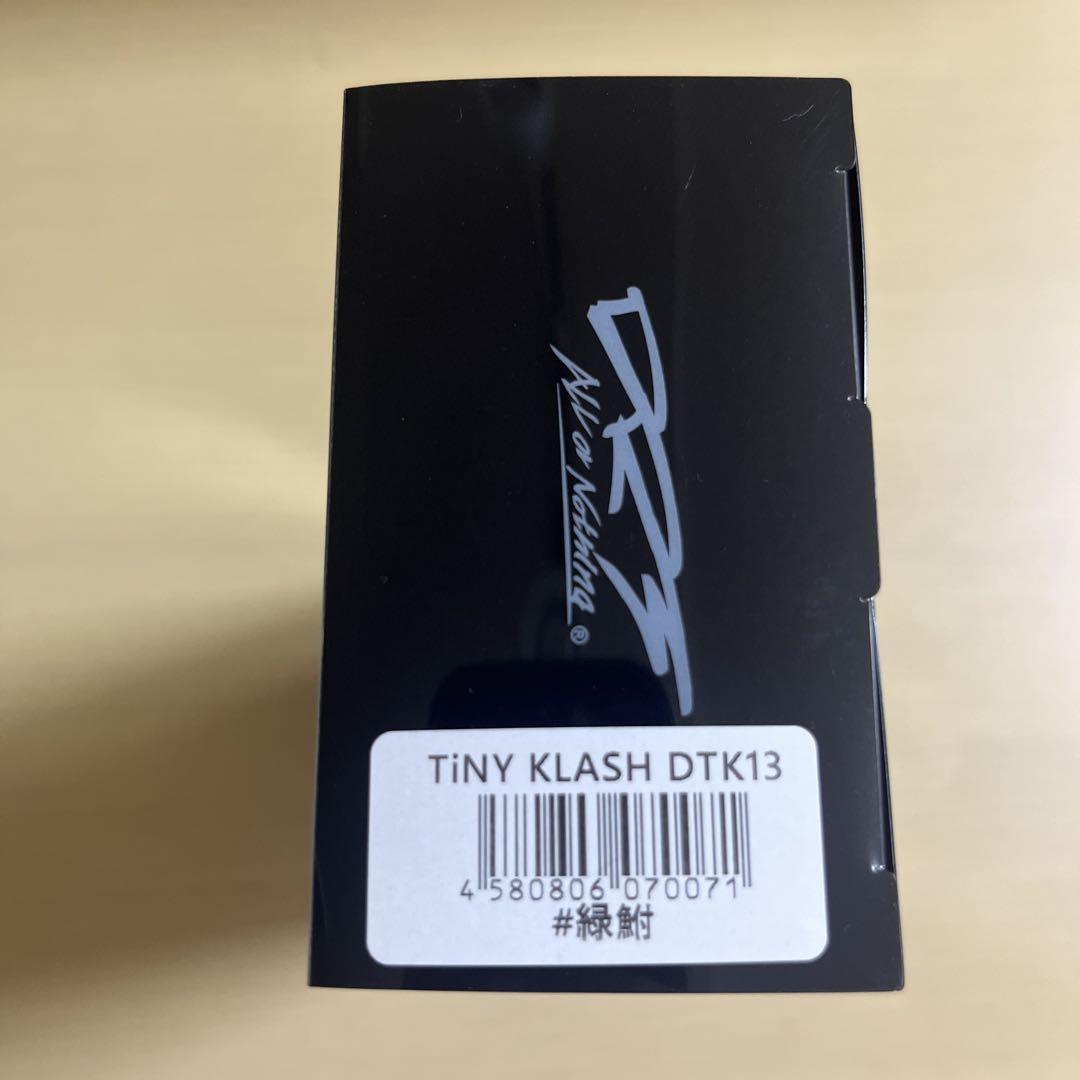 DRT
All or Nothing®
TiNY KLASH DTK13
4 580806 070071
#緑鮒